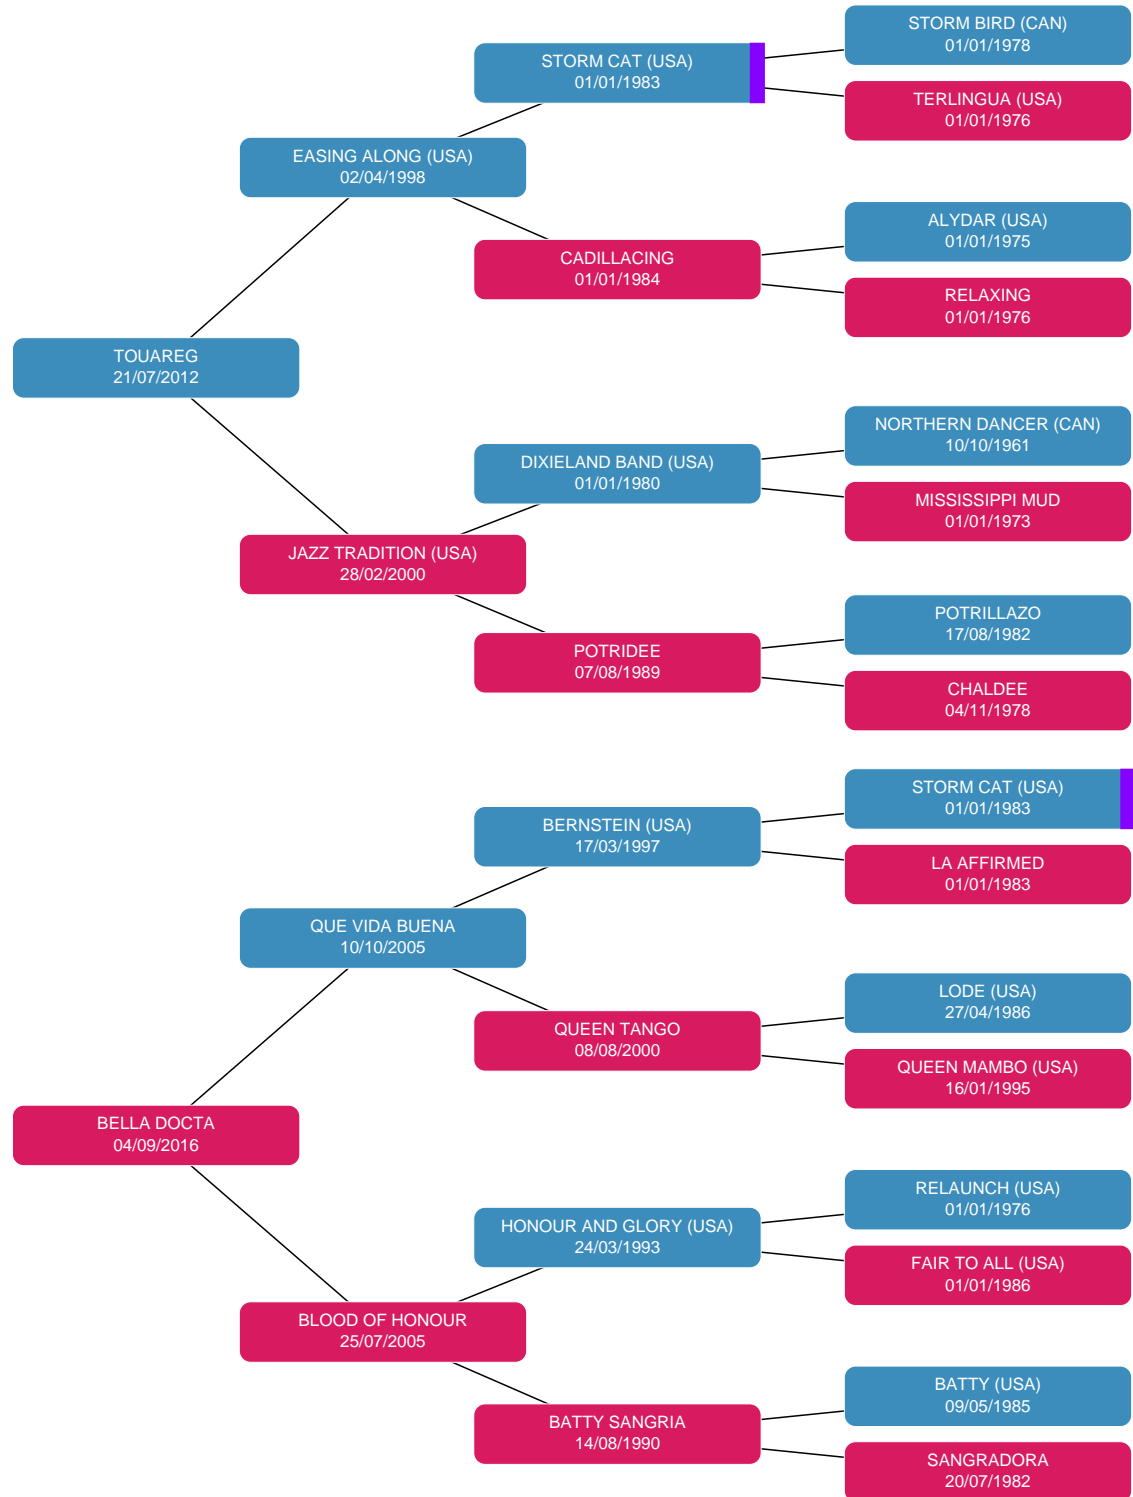 STORM BIRD (CAN)
01/01/1978
STORM CAT (USA)
01/01/1983
TERLINGUA (USA)
01/01/1976
EASING ALONG (USA)
02/04/1998
ALYDAR (USA)
01/01/1975
CADILLACING
01/01/1984
RELAXING
01/01/1976
TOUAREG
21/07/2012
NORTHERN DANCER (CAN)
10/10/1961
DIXIELAND BAND (USA)
01/01/1980
MISSISSIPPI MUD
01/01/1973
JAZZ TRADITION (USA)
28/02/2000
POTRILLAZO
17/08/1982
POTRIDEE
07/08/1989
CHALDEE
04/11/1978
STORM CAT (USA)
01/01/1983
BERNSTEIN (USA)
17/03/1997
LA AFFIRMED
01/01/1983
QUE VIDA BUENA
10/10/2005
LODE (USA)
27/04/1986
QUEEN TANGO
08/08/2000
QUEEN MAMBO (USA)
16/01/1995
BELLA DOCTA
04/09/2016
RELAUNCH (USA)
01/01/1976
HONOUR AND GLORY (USA)
24/03/1993
FAIR TO ALL (USA)
01/01/1986
BLOOD OF HONOUR
25/07/2005
BATTY (USA)
09/05/1985
BATTY SANGRIA
14/08/1990
SANGRADORA
20/07/1982